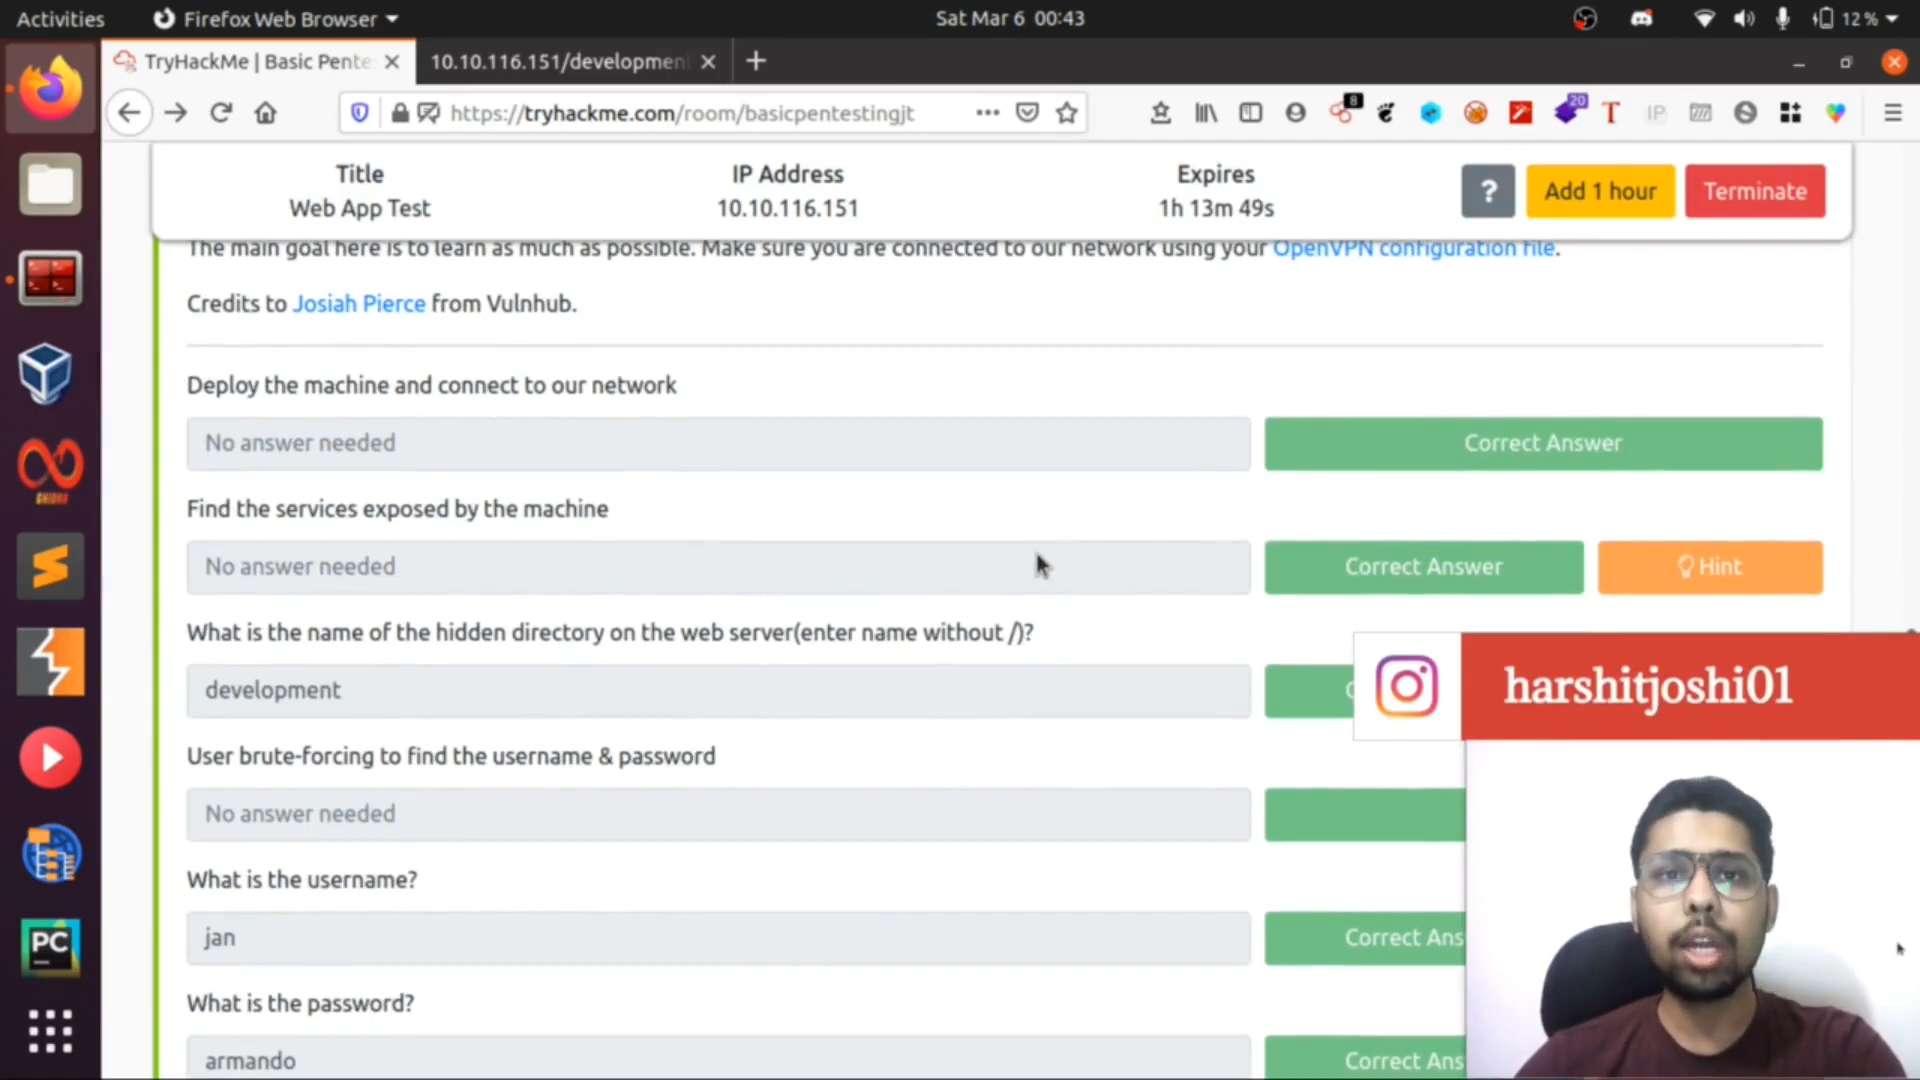 Activities
Firefox Web Browser
Sat Mar 6 00:43
12 %
TryHackMe | Basic Pente
10.10.116.151/developmen
https://tryhackme.com/room/basicpentestingjt
8
20
T
IP
Title
IP Address
Expires
Web App Test
10.10.116.151
1h 13m 49s
?
Add 1 hour
Terminate
The main goal here is to learn as much as possible. Make sure you are connected to our network using your OpenVPN configuration file.
Credits to Josiah Pierce from Vulnhub.
Deploy the machine and connect to our network
No answer needed
Correct Answer
Find the services exposed by the machine
No answer needed
Correct Answer
Hint
What is the name of the hidden directory on the web server(enter name without /)?
development
harshitjoshi01
User brute-forcing to find the username & password
No answer needed
What is the username?
jan
Correct Ans
What is the password?
armando
Correct Ans
GHIDRA
PC